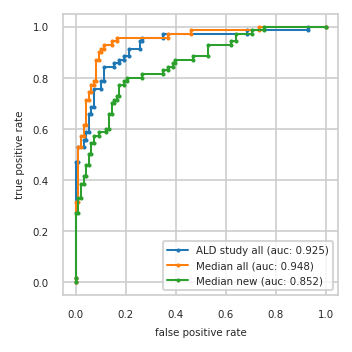 1.0
0.8
0.6
0.4
0.2
0.0
true positive rate
ALD study all (auc: 0.925)
Median all (auc: 0.948)
Median new (auc: 0.852)
0.0 0.2 0.4 0.6 0.8 1.0
false positive rate